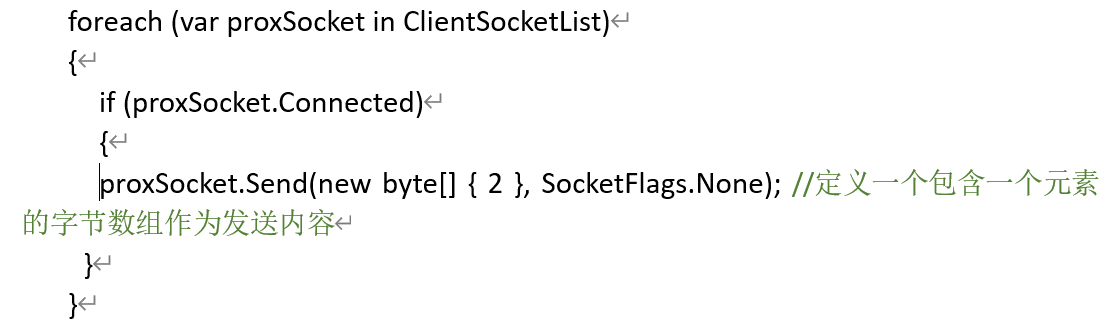 foreach (var proxSocket in ClientSocketList)↵
{↵
if (proxSocket.Connected)↵
{↵
proxSocket.Send(new byte[] { 2 }, SocketFlags.None); //定义一个包含一个元素
的字节数组作为发送内容↵
}↵
}↵